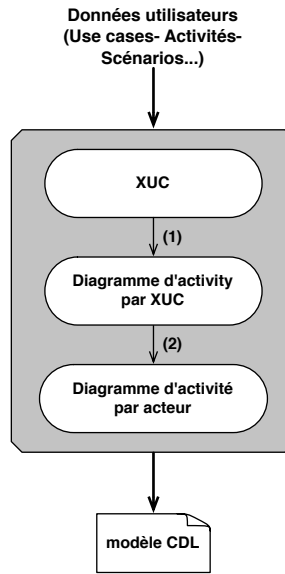 Données utilisateurs
(Use cases- Activités-
Scénarios...)
XUC
(1)
Diagramme d'activity
par XUC
(2)
Diagramme d'activité
par acteur
modèle CDL